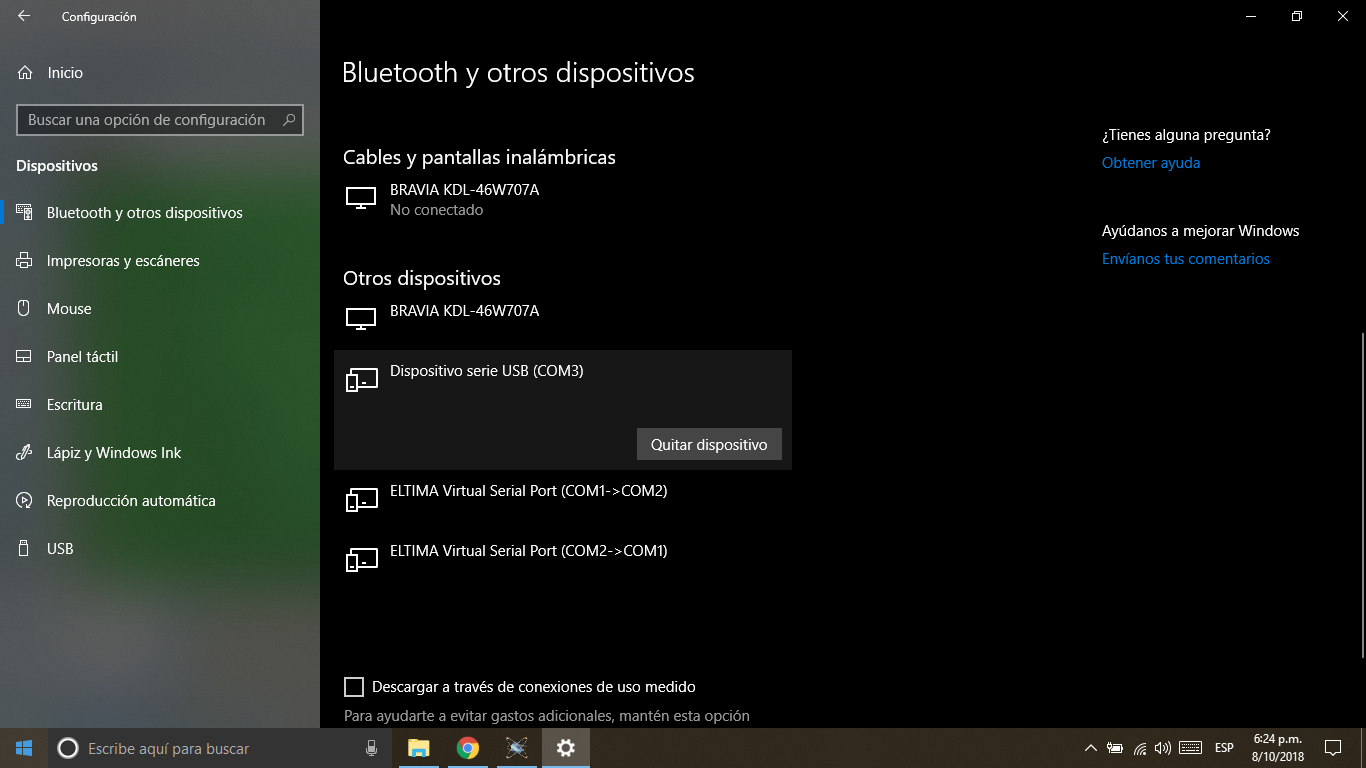 Configuración
Inicio
Buscar una opción de configuración
Dispositivos
Bluetooth y otros dispositivos
Impresoras y escáneres
Mouse
Panel táctil
Escritura
Lápiz y Windows Ink
Reproducción automática
USB
Bluetooth y otros dispositivos
Cables y pantallas inalámbricas
BRAVIA KDL-46W707A
No conectado
Otros dispositivos
BRAVIA KDL-46W707A
Dispositivo serie USB (COM3)
Quitar dispositivo
ELTIMA Virtual Serial Port (COM1->COM2)
ELTIMA Virtual Serial Port (COM2->COM1)
Descargar a través de conexiones de uso medido
Para ayudarte a evitar gastos adicionales, mantén esta opción
¿Tienes alguna pregunta?
Obtener ayuda
Ayúdanos a mejorar Windows
Envíanos tus comentarios
Escribe aquí para buscar
ESP
6:24 p.m.
8/10/2018